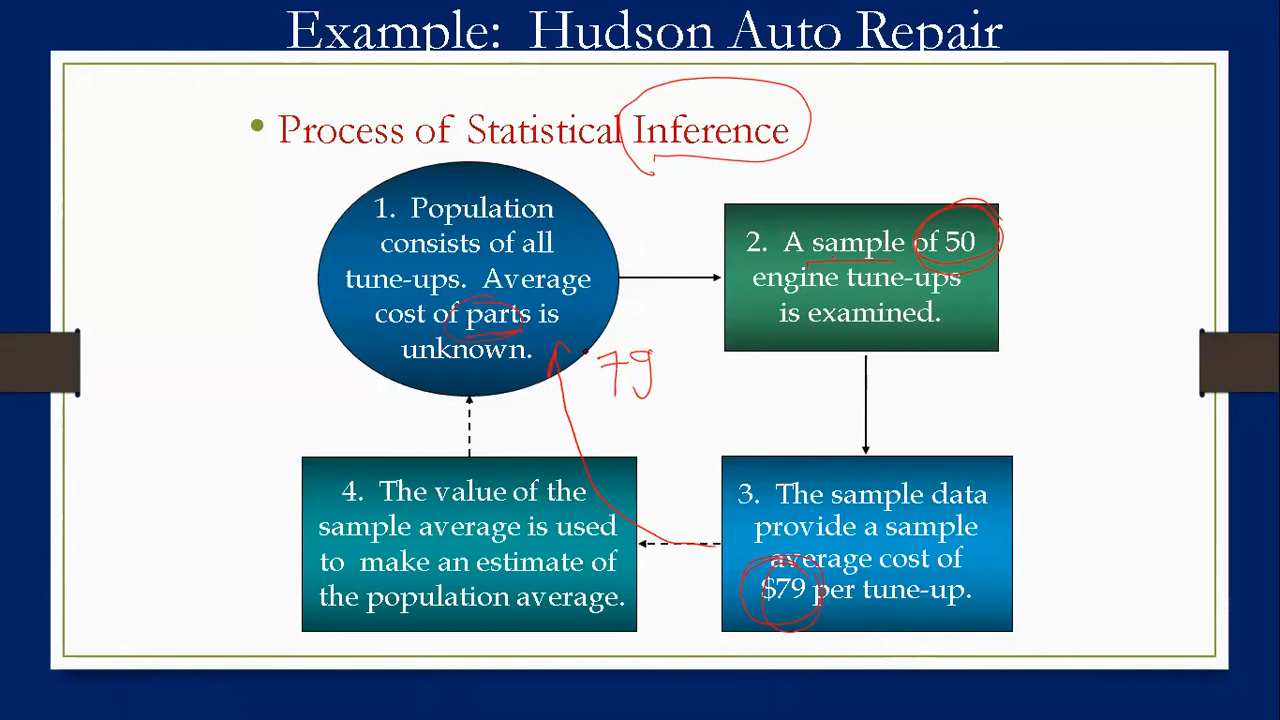 Example: Hudson Auto Repair
• Process of Statistical Inference
1. Population
consists of all
tune-ups. Average
cost of parts is
unknown.
2. A sample of 50
engine tune-ups
is examined.
79
4. The value of the
sample average is used
to make an estimate of
the population average.
3. The sample data
provide a sample
average cost of
$79 per tune-up.